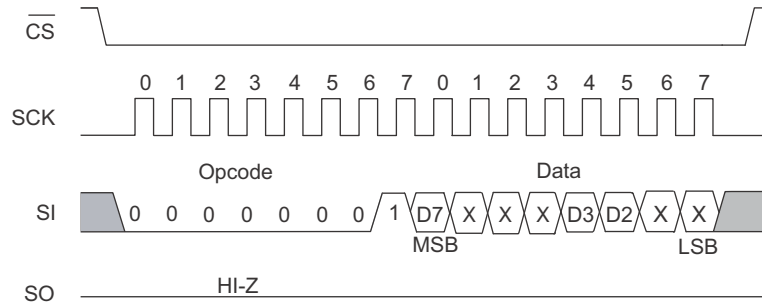 CS
0 1 2 3 4 5 6 7 0 1 2 3 4 5 6 7
SCK
Opcode Data
SI 0 0 0 0 0 0 0 1 D7 X X X D3 D2 X X
MSB LSB
HI-Z
SO